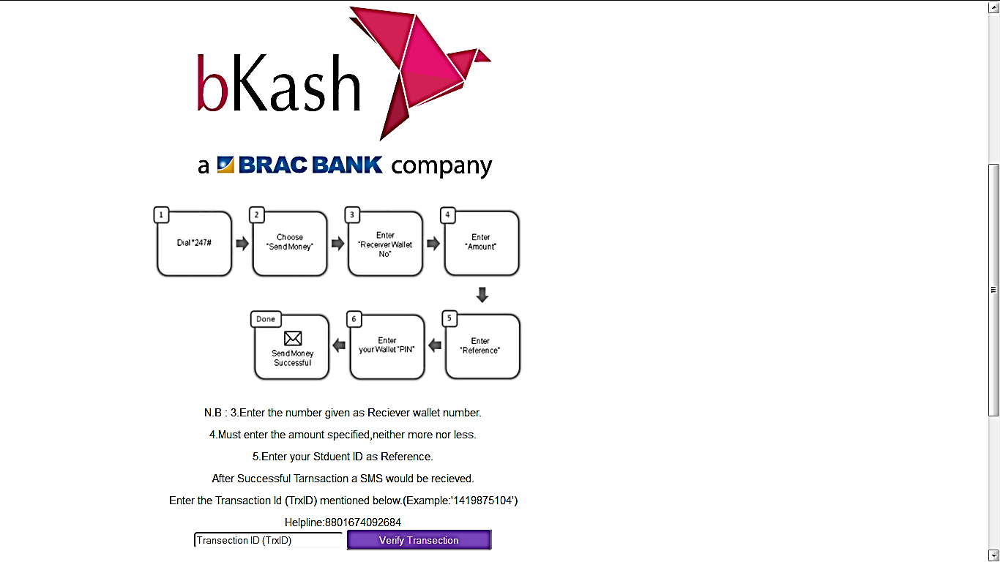 bKash
a BRAC BANK company
1
Dial *247#
2
Choose
"Send Money"
3
Enter
"Receiver Wallet
No"
4
Enter
"Amount"
5
Enter
"Reference"
6
Enter
your Wallet "PIN"
Done
Send Money
Successful
N.B : 3.Enter the number given as Reciever wallet number.
4.Must enter the amount specified,neither more nor less.
5.Enter your Stduent ID as Reference.
After Successful Tarnsaction a SMS would be recieved.
Enter the Transaction Id (TrxID) mentioned below.(Example:'1419875104')
Helpline:8801674092684
Transection ID (TrxID)
Verify Transection